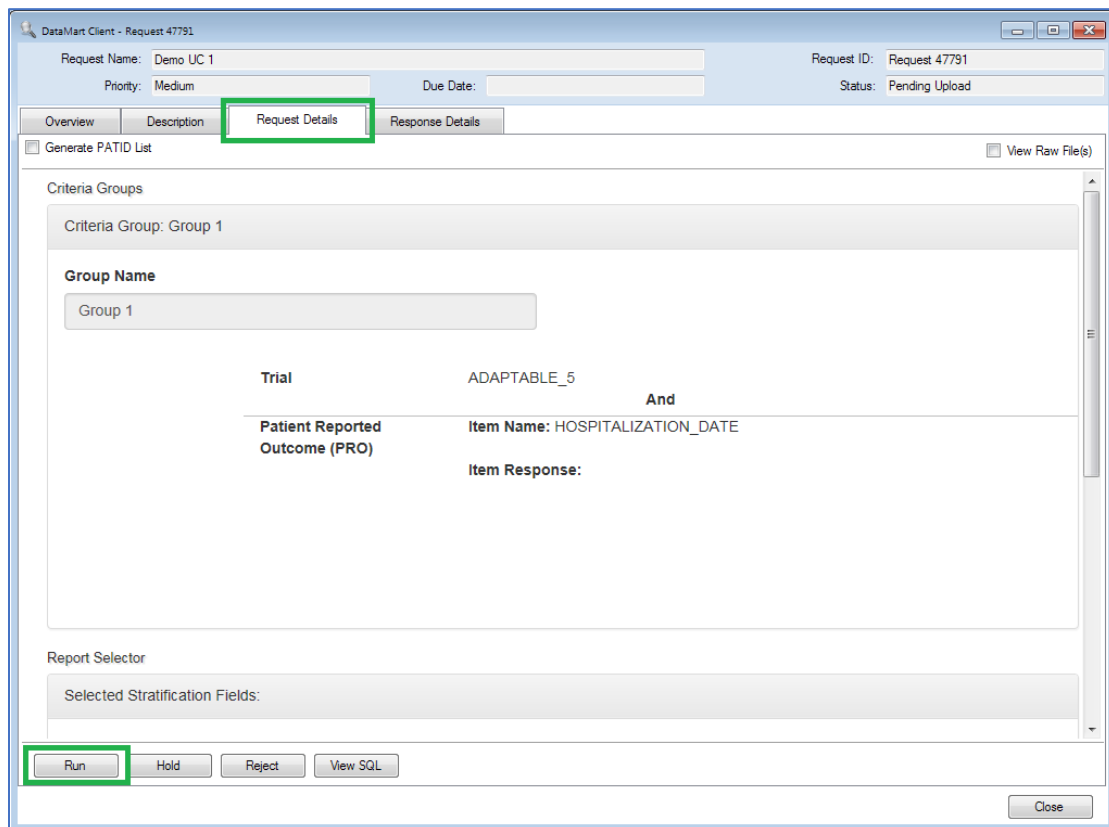 DataMart Client - Request 47791
Request Name: Demo UC 1 Request ID: Request 47791
Priority: Medium Due Date: Status: Pending Upload
Overview Description Request Details Response Details
Generate PATID List View Raw File(s)
Criteria Groups
Criteria Group: Group 1
Group Name
Group 1
Trial ADAPTABLE_5
And
Patient Reported Item Name: HOSPITALIZATION_DATE
Outcome (PRO)
Item Response:
Report Selector
Selected Stratification Fields:
Run Hold Reject View SQL
Close